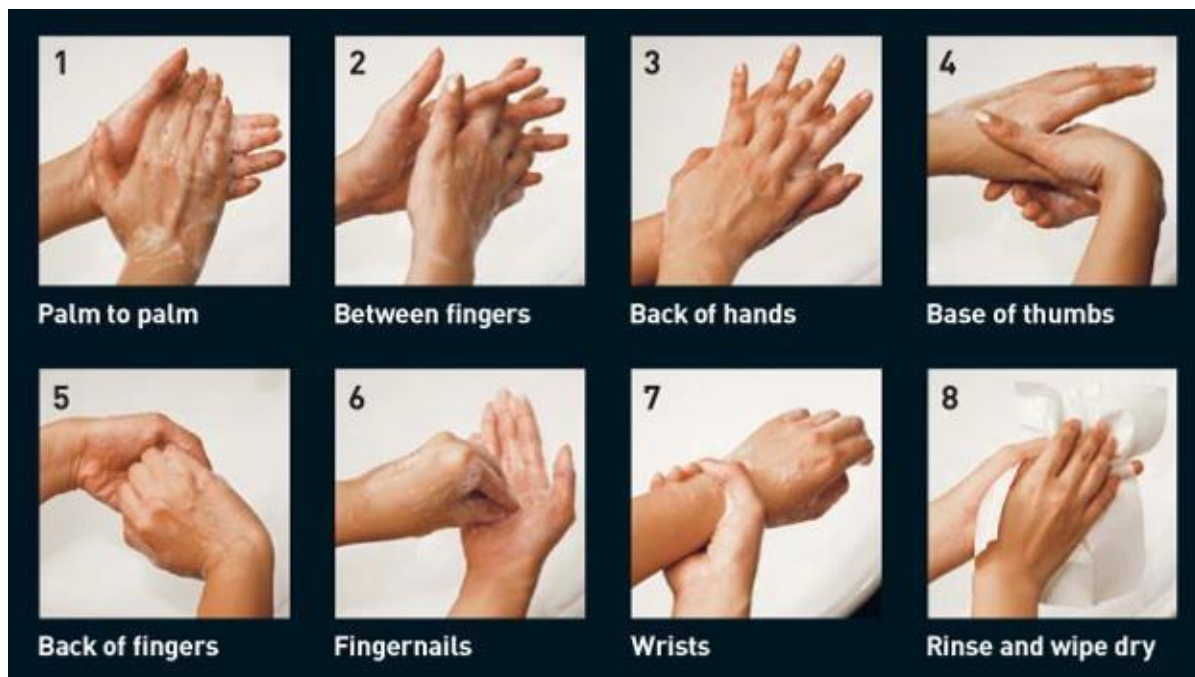 1
2
3
4
Palm to palm
Between fingers
Back of hands
Base of thumbs
5
6
7
8
Back of fingers
Fingernails
Wrists
Rinse and wipe dry